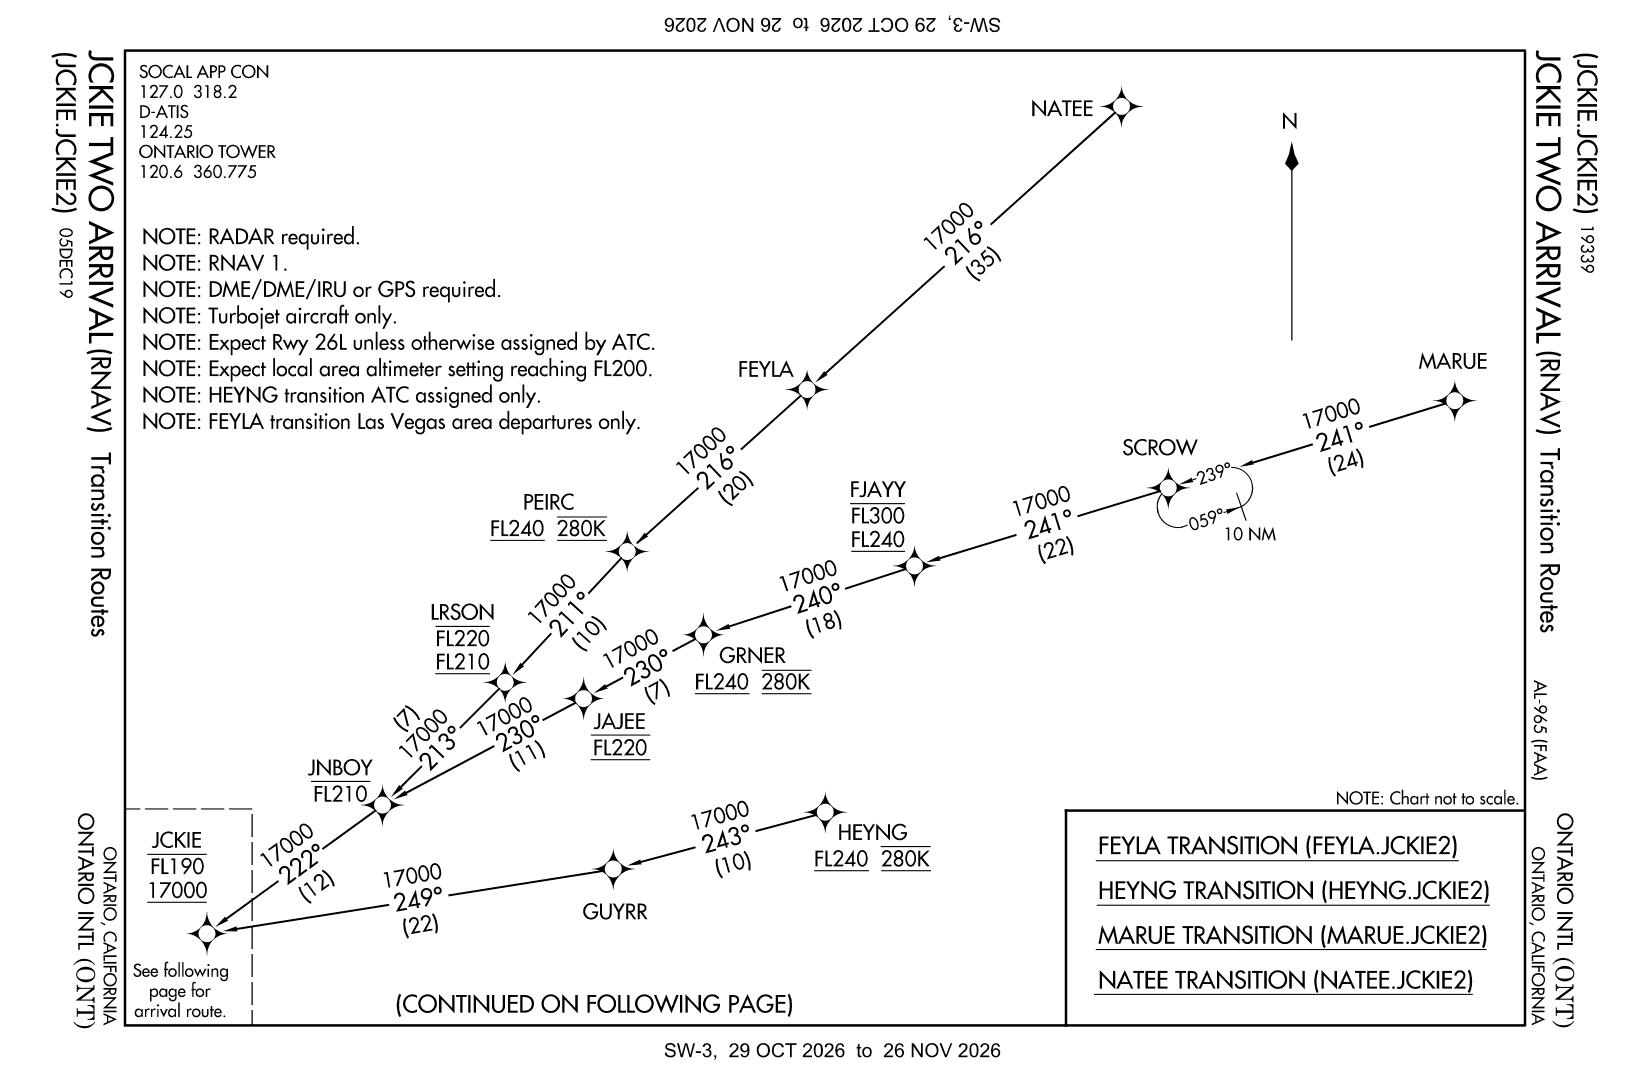 SW-3, 29 OCT 2026 to 26 NOV 2026
JCKIE TWO ARRIVAL (RNAV) Transition Routes
(JCKIE.JCKIE2) 05DEC19
ONTARIO, CALIFORNIA
ONTARIO INTL (ONT)
SOCAL APP CON
127.0 318.2
D-ATIS
124.25
ONTARIO TOWER
120.6 360.775
NOTE: RADAR required.
NOTE: RNAV 1.
NOTE: DME/DME/IRU or GPS required.
NOTE: Turbojet aircraft only.
NOTE: Expect Rwy 26L unless otherwise assigned by ATC.
NOTE: Expect local area altimeter setting reaching FL200.
NOTE: HEYNG transition ATC assigned only.
NOTE: FEYLA transition Las Vegas area departures only.
NATEE
N
17000
216°
(35)
FEYLA
17000
216°
(20)
MARUE
17000
241°
(24)
SCROW
239°
059°
10 NM
17000
241°
(22)
FJAYY
FL300
FL240
17000
240°
(18)
PEIRC
FL240 280K
17000
211°
(10)
LRSON
FL220
FL210
17000
230°
(7)
GRNER
FL240 280K
(7)
17000
213°
17000
230°
(11)
JAJEE
FL220
JNBOY
FL210
17000
222°
(12)
JCKIE
FL190
17000
17000
249°
(22)
GUYRR
17000
243°
(10)
HEYNG
FL240 280K
See following
page for
arrival route.
(CONTINUED ON FOLLOWING PAGE)
NOTE: Chart not to scale.
FEYLA TRANSITION (FEYLA.JCKIE2)
HEYNG TRANSITION (HEYNG.JCKIE2)
MARUE TRANSITION (MARUE.JCKIE2)
NATEE TRANSITION (NATEE.JCKIE2)
(JCKIE.JCKIE2) 19339
JCKIE TWO ARRIVAL (RNAV) Transition Routes
AL-965 (FAA)
ONTARIO INTL (ONT)
ONTARIO, CALIFORNIA
SW-3, 29 OCT 2026 to 26 NOV 2026